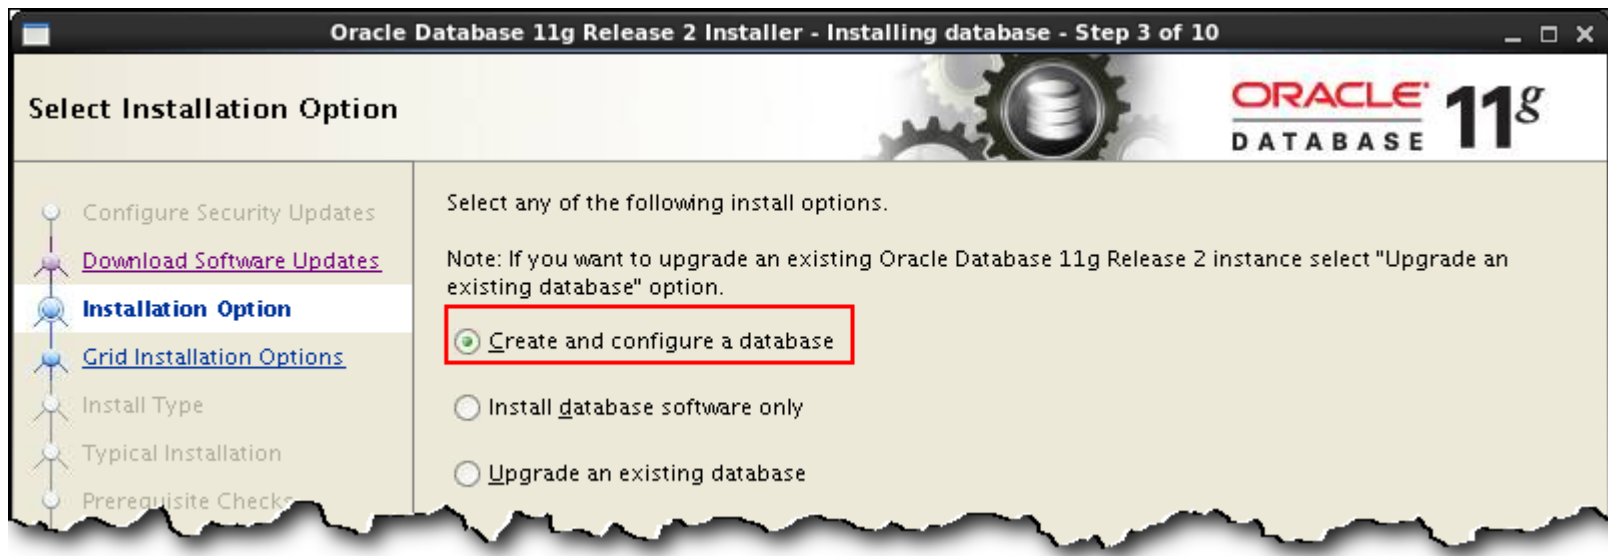 Oracle Database 11g Release 2 Installer - Installing database - Step 3 of 10
Select Installation Option
ORACLE
DATABASE
11g
Configure Security Updates
Download Software Updates
Installation Option
Grid Installation Options
Install Type
Typical Installation
Prerequisite Checks
Select any of the following install options.
Note: If you want to upgrade an existing Oracle Database 11g Release 2 instance select "Upgrade an
existing database" option.
Create and configure a database
Install database software only
Upgrade an existing database